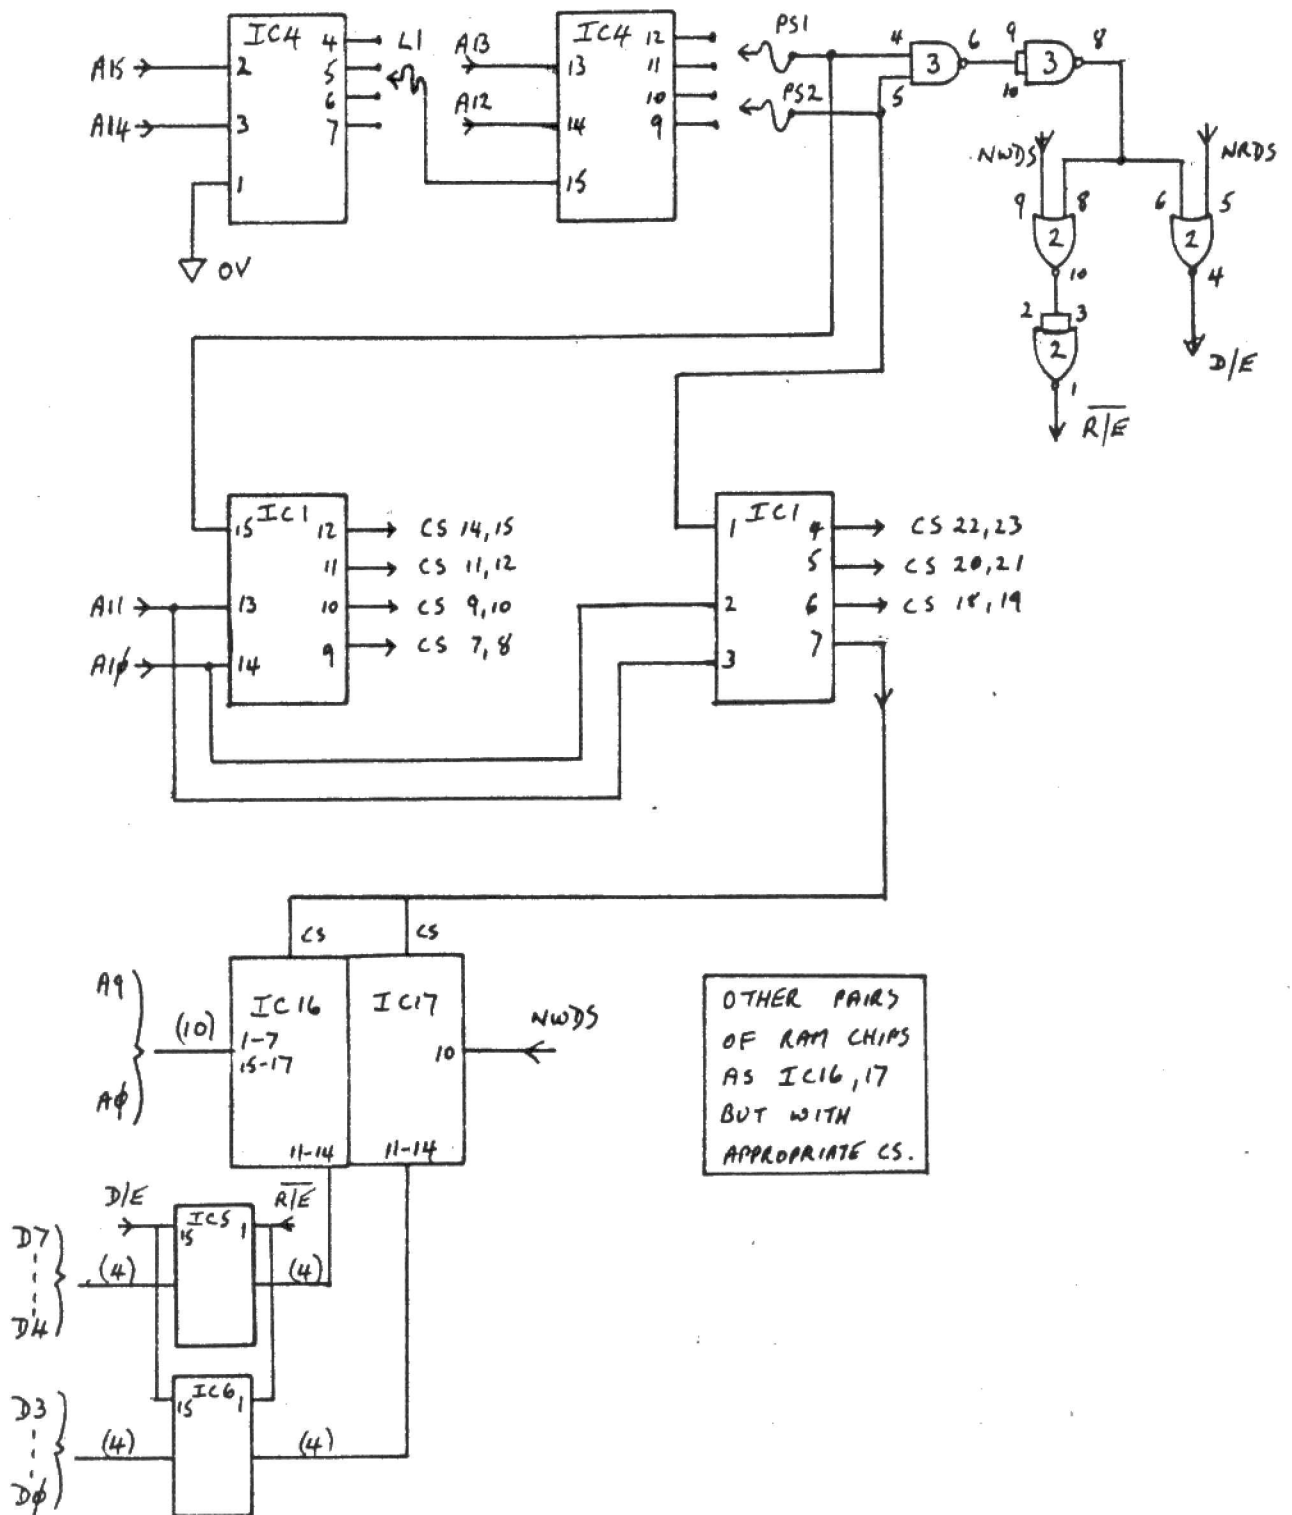 IC4
A15
A14
2
3
1
4
5
6
7
L1
0V
IC4
A13
A12
13
14
15
12
11
10
9
PS1
PS2
4
5
3
6
9
10
3
8
NWDS
NRDS
9
8
2
10
2
3
2
1
R/E
6
5
2
4
D/E
IC1
15
13
14
12
11
10
9
A11
A1φ
CS 14,15
CS 11,12
CS 9,10
CS 7,8
IC1
1
2
3
4
5
6
7
CS 22,23
CS 20,21
CS 18,19
CS
CS
A9
Aφ
(10)
IC16
1-7
15-17
11-14
IC17
10
11-14
NWDS
OTHER PAIRS
OF RAM CHIPS
AS IC16,17
BUT WITH
APPROPRIATE CS.
D/E
R/E
IC5
15
1
D7
D4
(4)
(4)
IC6
15
1
D3
Dφ
(4)
(4)